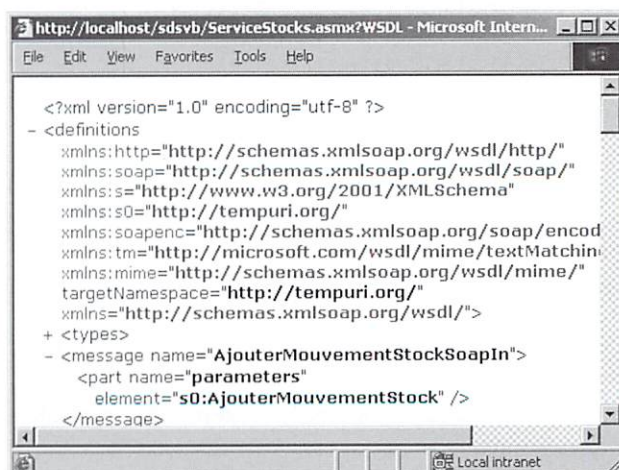 http://localhost/sdsvb/ServiceStocks.asmx?WSDL - Microsoft Intern...
File Edit View Favorites Tools Help
<?xml version="1.0" encoding="utf-8" ?>
- <definitions
xmlns:http="http://schemas.xmlsoap.org/wsdl/http/"
xmlns:soap="http://schemas.xmlsoap.org/wsdl/soap/"
xmlns:s="http://www.w3.org/2001/XMLSchema"
xmlns:s0="http://tempuri.org/"
xmlns:soapenc="http://schemas.xmlsoap.org/soap/encod
xmlns:tm="http://microsoft.com/wsdl/mime/textMatchin
xmlns:mime="http://schemas.xmlsoap.org/wsdl/mime/"
targetNamespace="http://tempuri.org/"
xmlns="http://schemas.xmlsoap.org/wsdl/">
+ <types>
- <message name="AjouterMouvementStockSoapIn">
<part name="parameters"
element="s0:AjouterMouvementStock" />
</message>
Local intranet